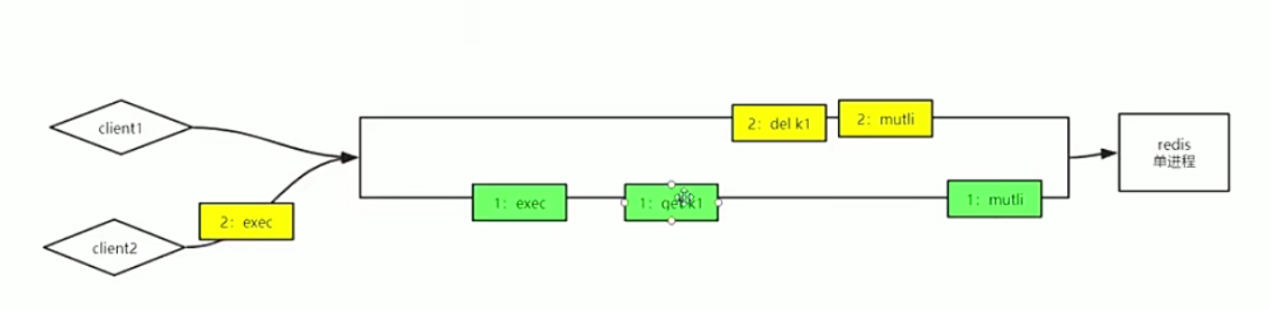 client1
2: del k1
2: mutli
redis
单进程
1: exec
1: get k1
1: mutli
2: exec
client2